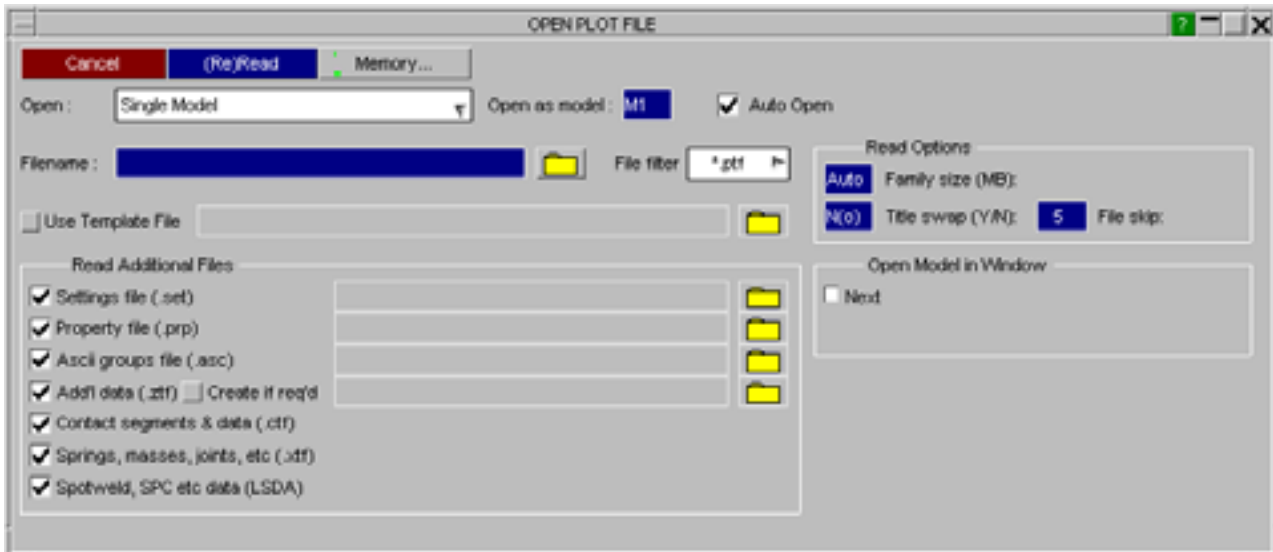 OPEN PLOT FILE ?
Cancel (Re)Read Memory...
Open : Single Model Open as model : M1 Auto Open
Filename : File filter *.ptf
Read Options
Auto Family size (MB):
N(o) Title swap (Y/N): 5 File skip:
Use Template File
Read Additional Files
Settings file (.set)
Property file (.prp)
Ascii groups file (.asc)
Add'l data (.ztf) Create if req'd
Contact segments & data (.ctf)
Springs, masses, joints, etc (.xtf)
Spotweld, SPC etc data (LSDA)
Open Model in Window
Next